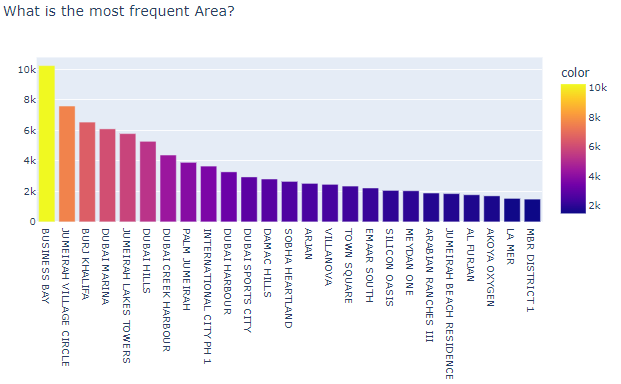 What is the most frequent Area?
10k
8k
6k
4k
2k
0
BUSINESS BAY
JUMEIRAH VILLAGE CIRCLE
BURJ KHALIFA
DUBAI MARINA
JUMEIRAH LAKES TOWERS
DUBAI HILLS
DUBAI CREEK HARBOUR
PALM JUMEIRAH
INTERNATIONAL CITY PH 1
DUBAI HARBOUR
DUBAI SPORTS CITY
DAMAC HILLS
SOBHA HEARTLAND
ARJAN
VILLANOVA
TOWN SQUARE
EMAAR SOUTH
SILICON OASIS
MEYDAN ONE
ARABIAN RANCHES III
JUMEIRAH BEACH RESIDENCE
AL FURJAN
AKOYA OXYGEN
LA MER
MBR DISTRICT 1
color
10k
8k
6k
4k
2k